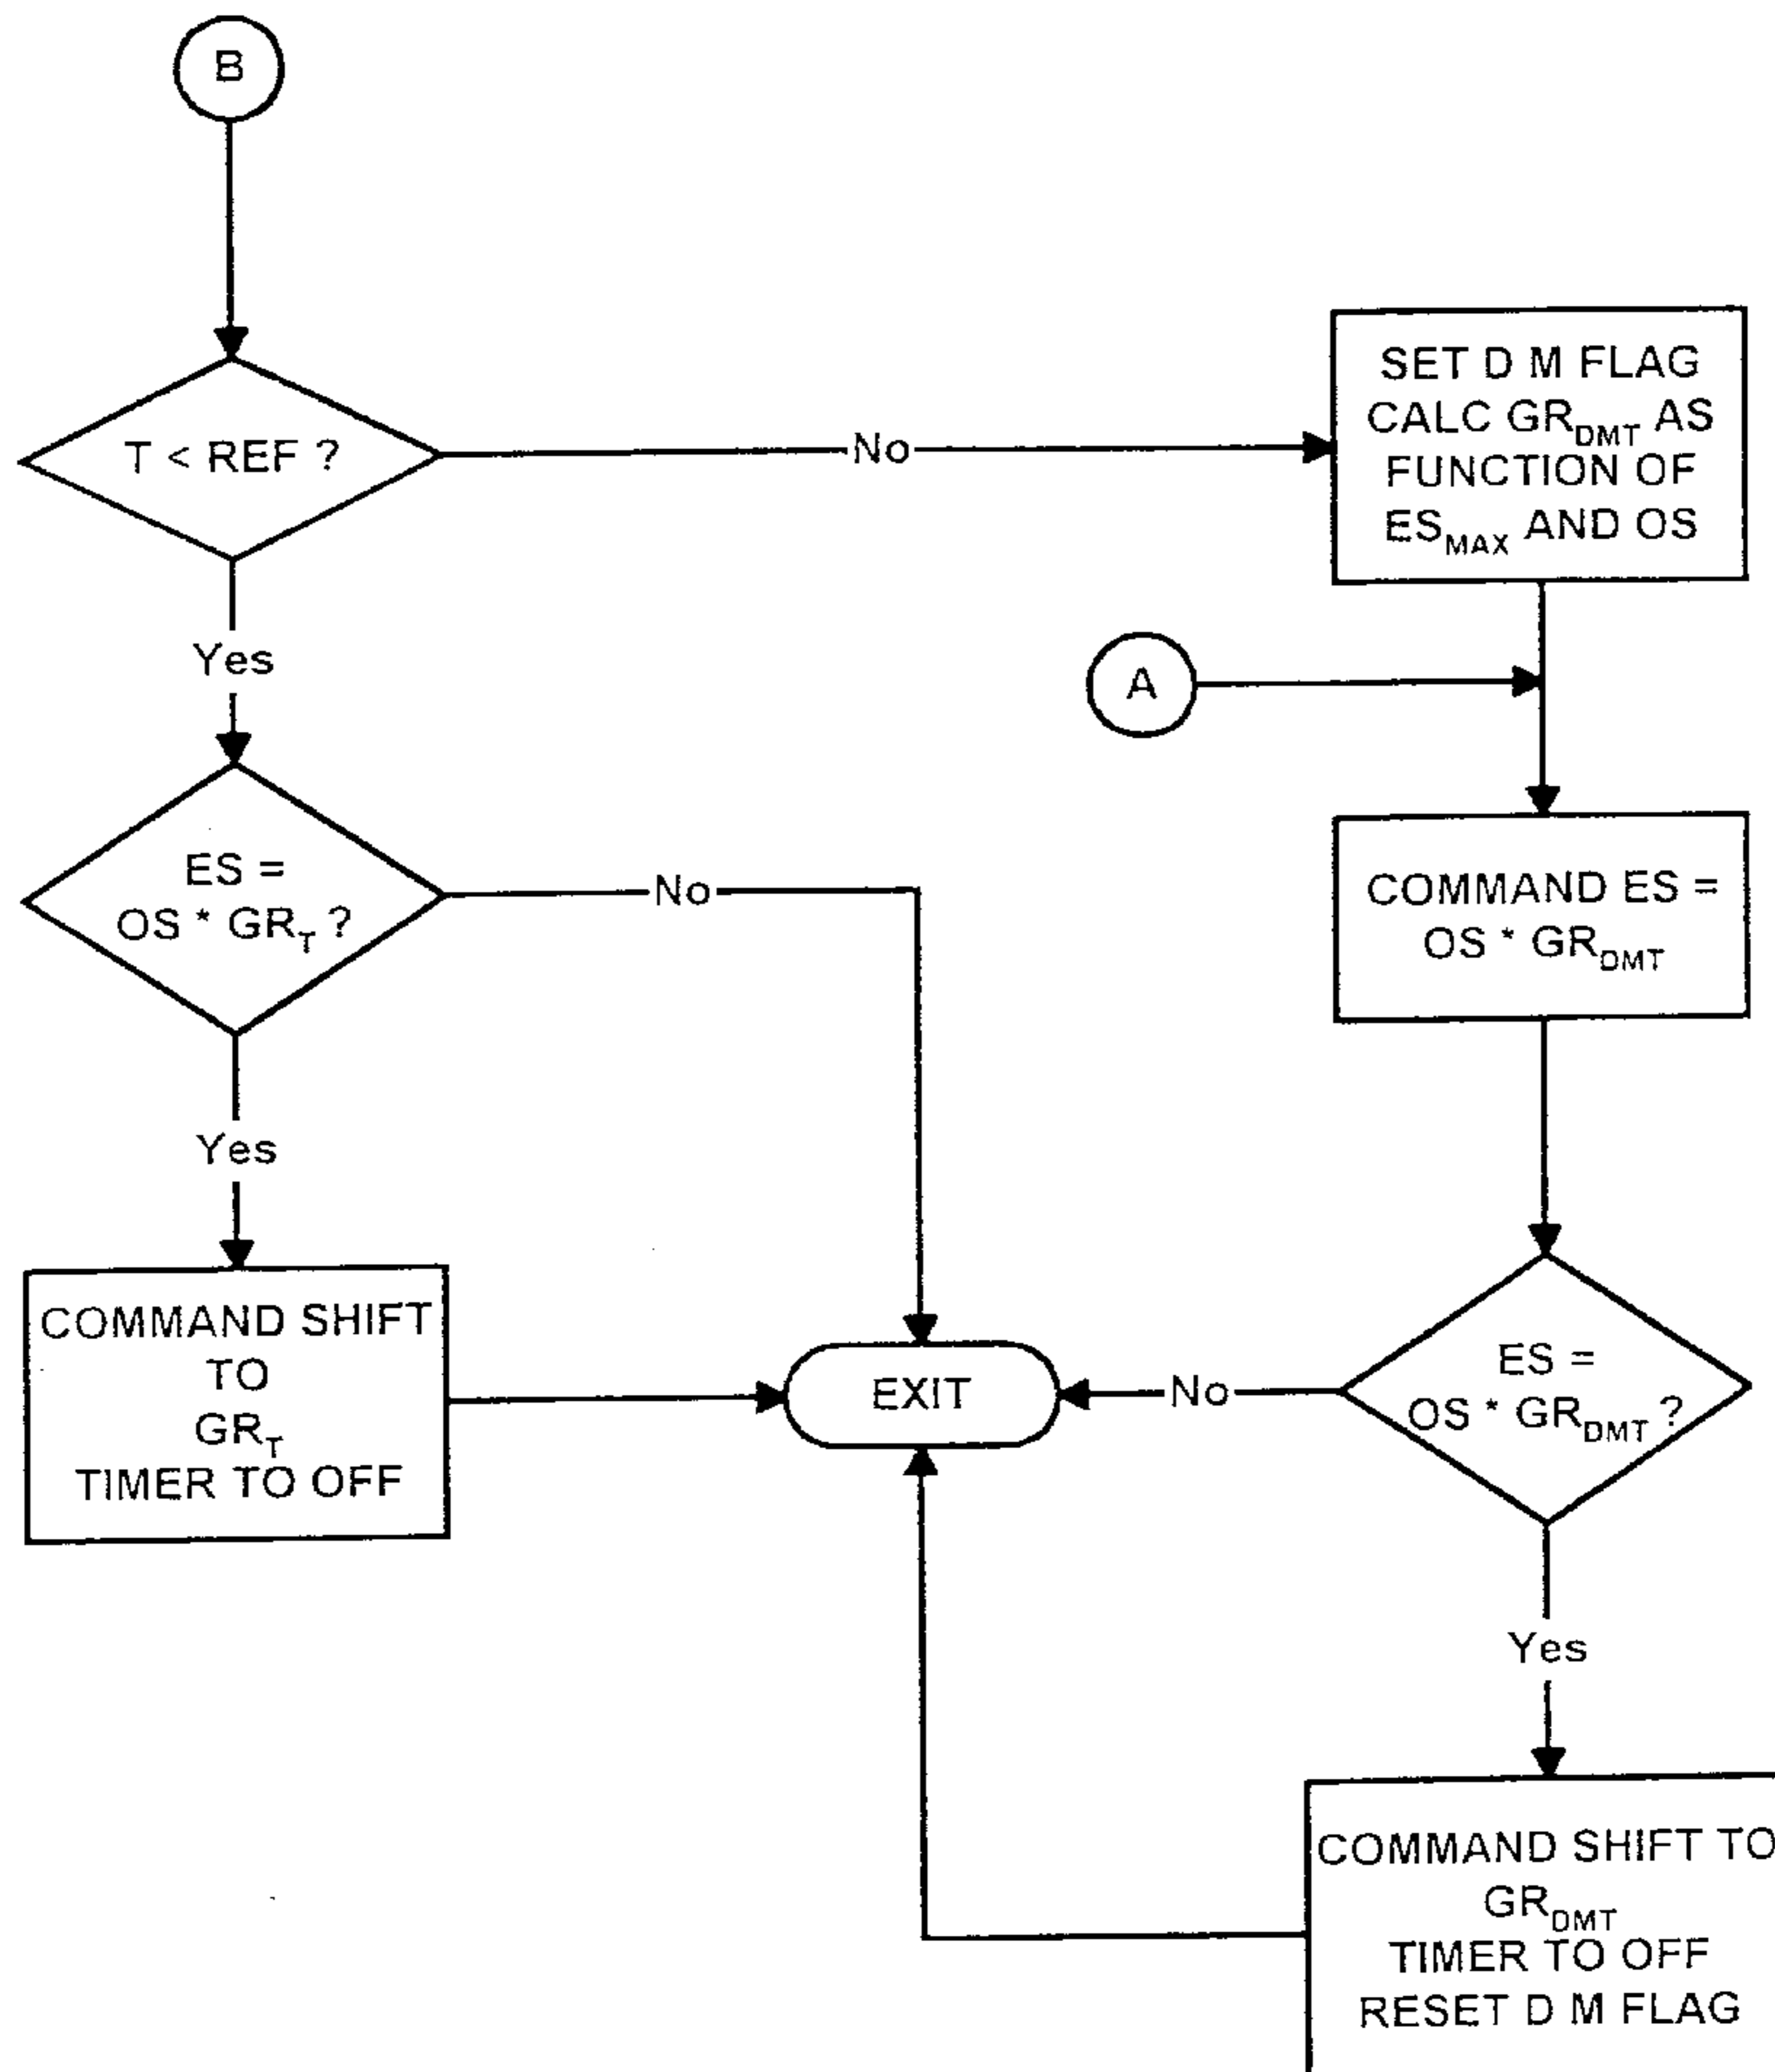 B
T < REF ?
No
Yes
SET D M FLAG
CALC GR_DMT AS
FUNCTION OF
ES_MAX AND OS
A
ES =
OS * GR_T ?
No
Yes
COMMAND ES =
OS * GR_DMT
COMMAND SHIFT
TO
GR_T
TIMER TO OFF
EXIT
No
ES =
OS * GR_DMT ?
Yes
COMMAND SHIFT TO
GR_DMT
TIMER TO OFF
RESET D M FLAG